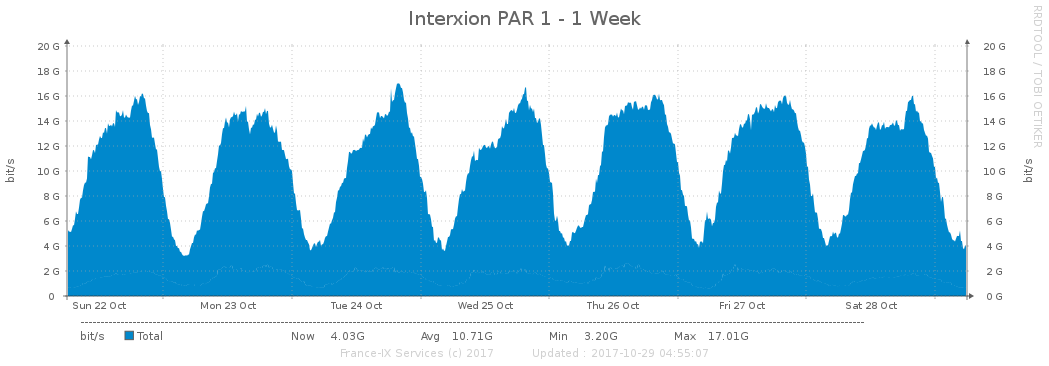 Interxion PAR 1 - 1 Week
RRDTOOL / TOBI OETIKER
20 G 20 G
18 G 18 G
16 G 16 G
14 G 14 G
12 G 12 G
10 G 10 G
8 G 8 G
6 G 6 G
4 G 4 G
2 G 2 G
0 0 G
bit/s bit/s
Sun 22 Oct Mon 23 Oct Tue 24 Oct Wed 25 Oct Thu 26 Oct Fri 27 Oct Sat 28 Oct
bit/s Total Now 4.03G Avg 10.71G Min 3.20G Max 17.01G
France-IX Services (c) 2017 Updated : 2017-10-29 04:55:07